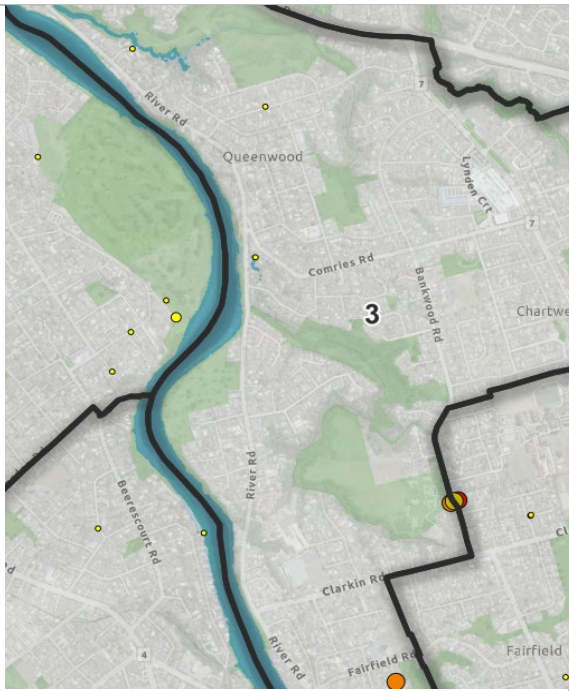 7
River Rd
Queenwood
Lynden Crt
7
Comries Rd
Bankwood Rd
3
Chartwe
River Rd
Beerescourt Rd
Cl
Clarkin Rd
4
River Rd
Fairfield Rd
Fairfield